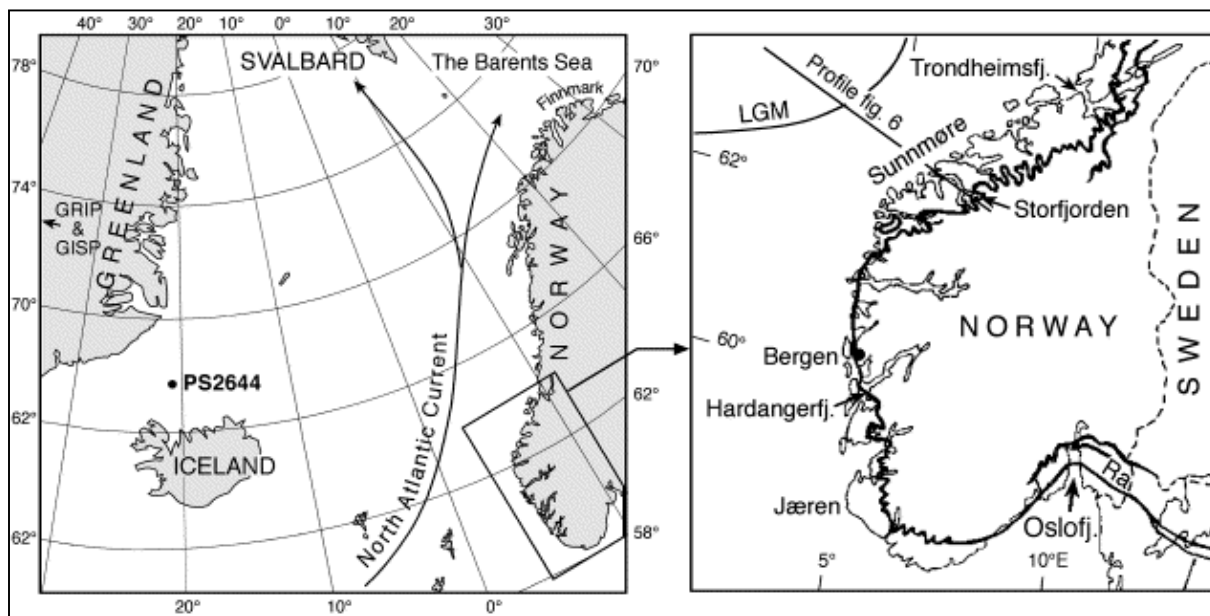 40° 30° 20° 10° 0° 10° 20° 30°
78°
74°
70°
62°
62°
SVALBARD
The Barents Sea
Finnmark
70°
66°
62°
58°
GREENLAND
GRIP
&
GISP
NORWAY
PS2644
ICELAND
North Atlantic Current
20° 10° 0°
LGM
Profile fig. 6
Trondheimsfj.
62°
Sunnmøre
Storfjorden
NORWAY
SWEDEN
60°
Bergen
Hardangerfj.
Jæren
Ra
Oslofj.
5°
10°E